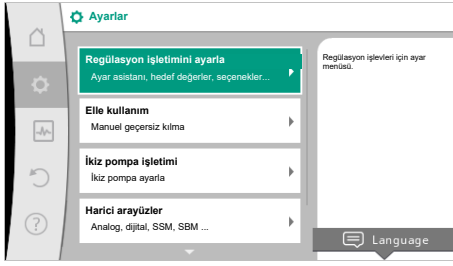 Ayarlar
Regülasyon işletimini ayarla
Ayar asistanı, hedef değerler, seçenekler...
Elle kullanım
Manuel geçersiz kılma
İkiz pompa işletimi
İkiz pompa ayarla
Harici arayüzler
Analog, dijital, SSM, SBM ...
Regülasyon işlevleri için ayar
menüsü.
Language